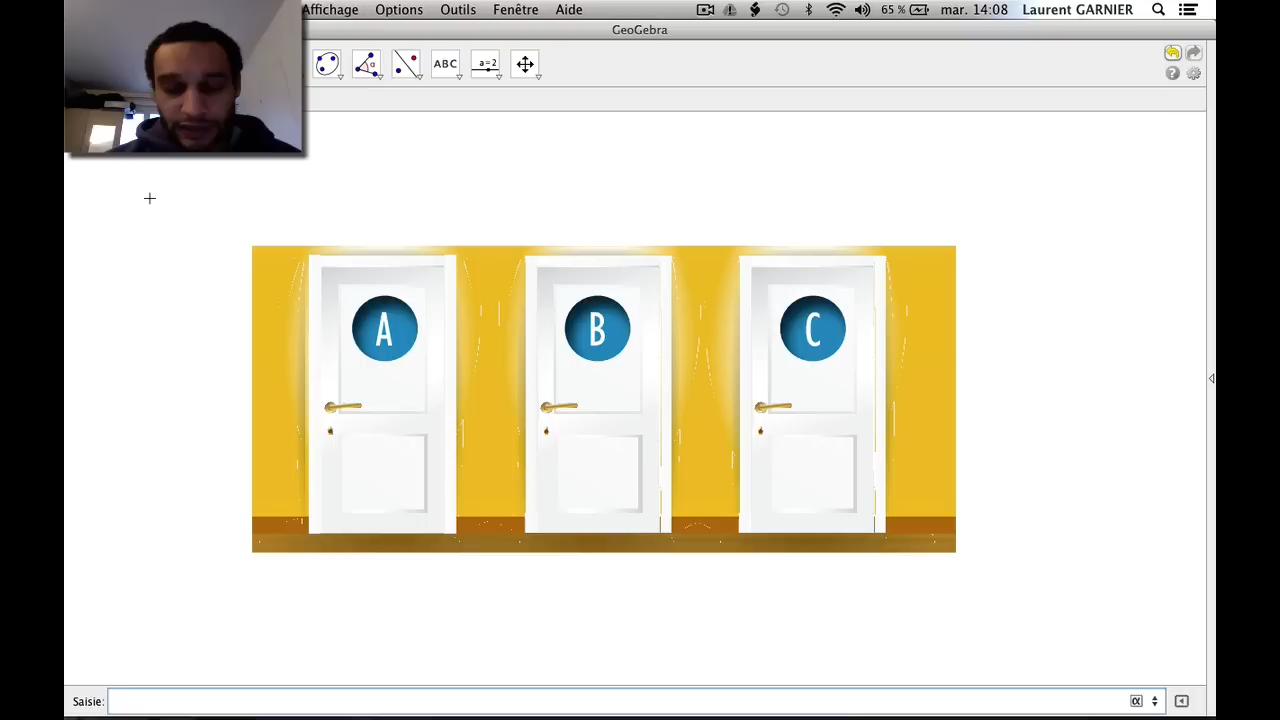 Affichage Options Outils Fenêtre Aide 65 % mar. 14:08 Laurent GARNIER
GeoGebra
ABC a=2
A B C
Saisie: α